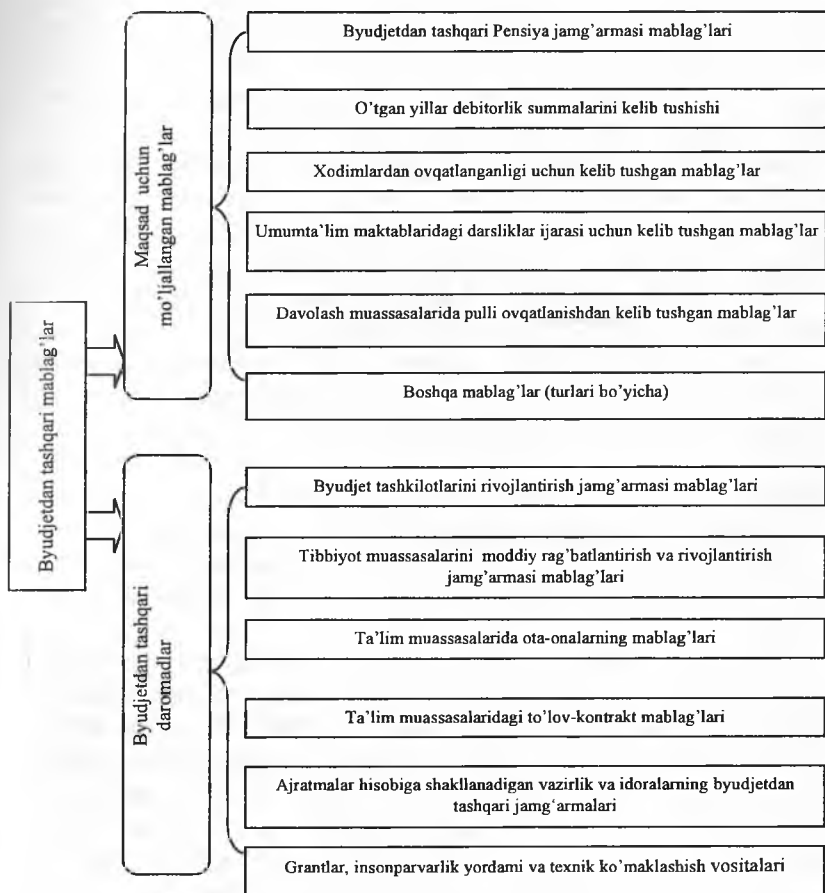 Byudjetdan tashqari mablag'lar
Maqsad uchun
mo'ljallangan mablag'lar
Byudjetdan tashqari Pensiya jamg'armasi mablag'lari
O'tgan yillar debitorlik summalarini kelib tushishi
Xodimlardan ovqatlanganligi uchun kelib tushgan mablag'lar
Umumta'lim maktablaridagi darsliklar ijarasi uchun kelib tushgan mablag'lar
Davolash muassasalarida pulli ovqatlanishdan kelib tushgan mablag'lar
Boshqa mablag'lar (turlari bo'yicha)
Byudjetdan tashqari
daromadlar
Byudjet tashkilotlarini rivojlantirish jamg'armasi mablag'lari
Tibbiyot muassasalarini moddiy rag'batlantirish va rivojlantirish
jamg'armasi mablag'lari
Ta'lim muassasalarida ota-onalarning mablag'lari
Ta'lim muassasalaridagi to'lov-kontrakt mablag'lari
Ajratmalar hisobiga shakllanadigan vazirlik va idoralarning byudjetdan
tashqari jamg‘armalari
Grantlar, insonparvarlik yordami va texnik ko'maklashish vositalari